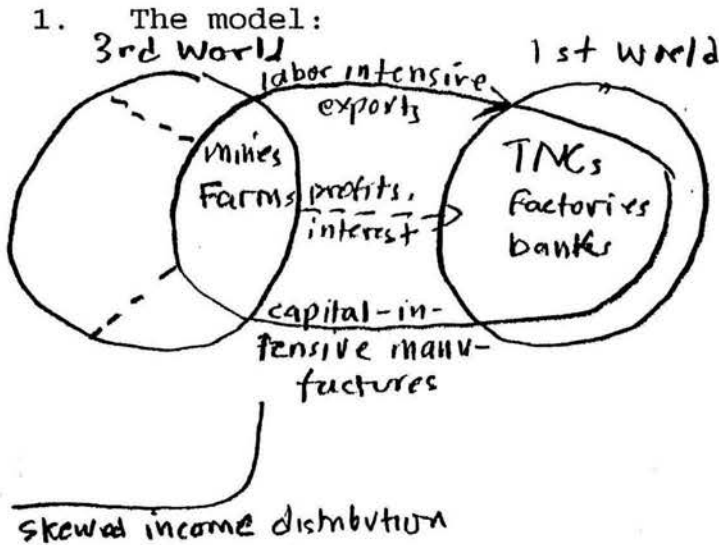 1. The model:
3rd World
1st World
labor intensive
exports
mines
Farms
profits,
interest
TNCs
factories
banks
capital-in-
tensive manu-
factures
skewed income distribution